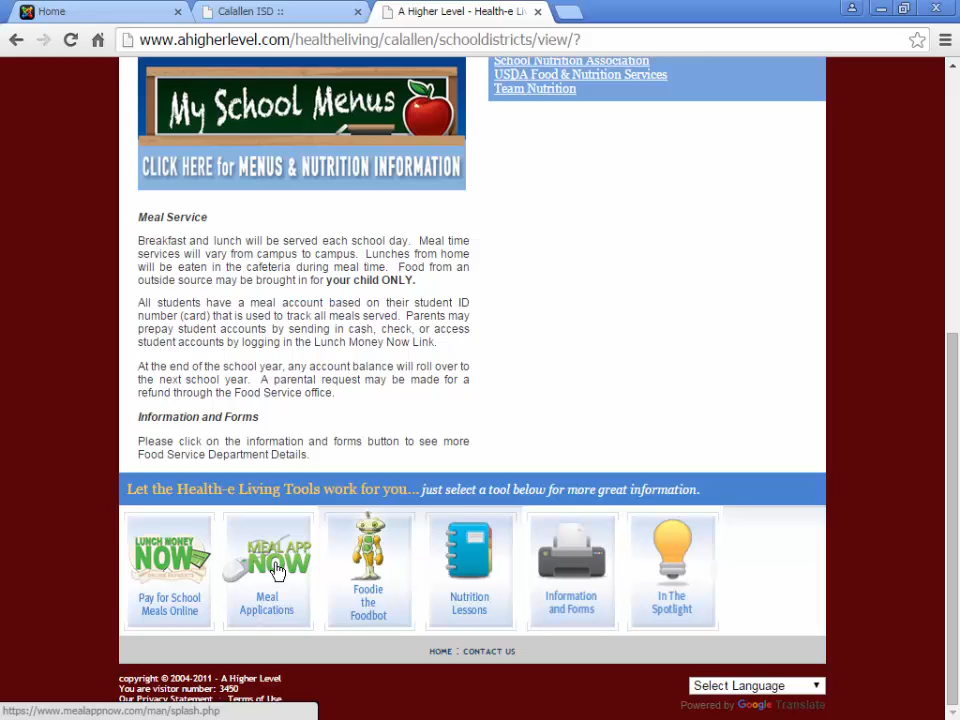 Home
Calallen ISD ::
A Higher Level - Health-e Li
www.ahigherlevel.com/healtheliving/calallen/schooldistricts/view/?
School Nutrition Association
USDA Food & Nutrition Services
Team Nutrition
My School Menus
CLICK HERE for MENUS & NUTRITION INFORMATION
Meal Service
Breakfast and lunch will be served each school day. Meal time
services will vary from campus to campus. Lunches from home
will be eaten in the cafeteria during meal time. Food from an
outside source may be brought in for your child ONLY.
All students have a meal account based on their student ID
number (card) that is used to track all meals served. Parents may
prepay student accounts by sending in cash, check, or access
student accounts by logging in the Lunch Money Now Link.
At the end of the school year, any account balance will roll over to
the next school year. A parental request may be made for a
refund through the Food Service office.
Information and Forms
Please click on the information and forms button to see more
Food Service Department Details.
Let the Health-e Living Tools work for you... just select a tool below for more great information.
LUNCH MONEY
NOW
ONLINE PAYMENTS
Pay for School
Meals Online
MEAL APP
NOW
Meal
Applications
Foodie
the
Foodbot
Nutrition
Lessons
Information
and Forms
In The
Spotlight
HOME : CONTACT US
copyright © 2004-2011 - A Higher Level
You are visitor number: 3450
Our Privacy Statement : Terms of Use
Select Language
Powered by Google Translate
https://www.mealappnow.com/man/splash.php